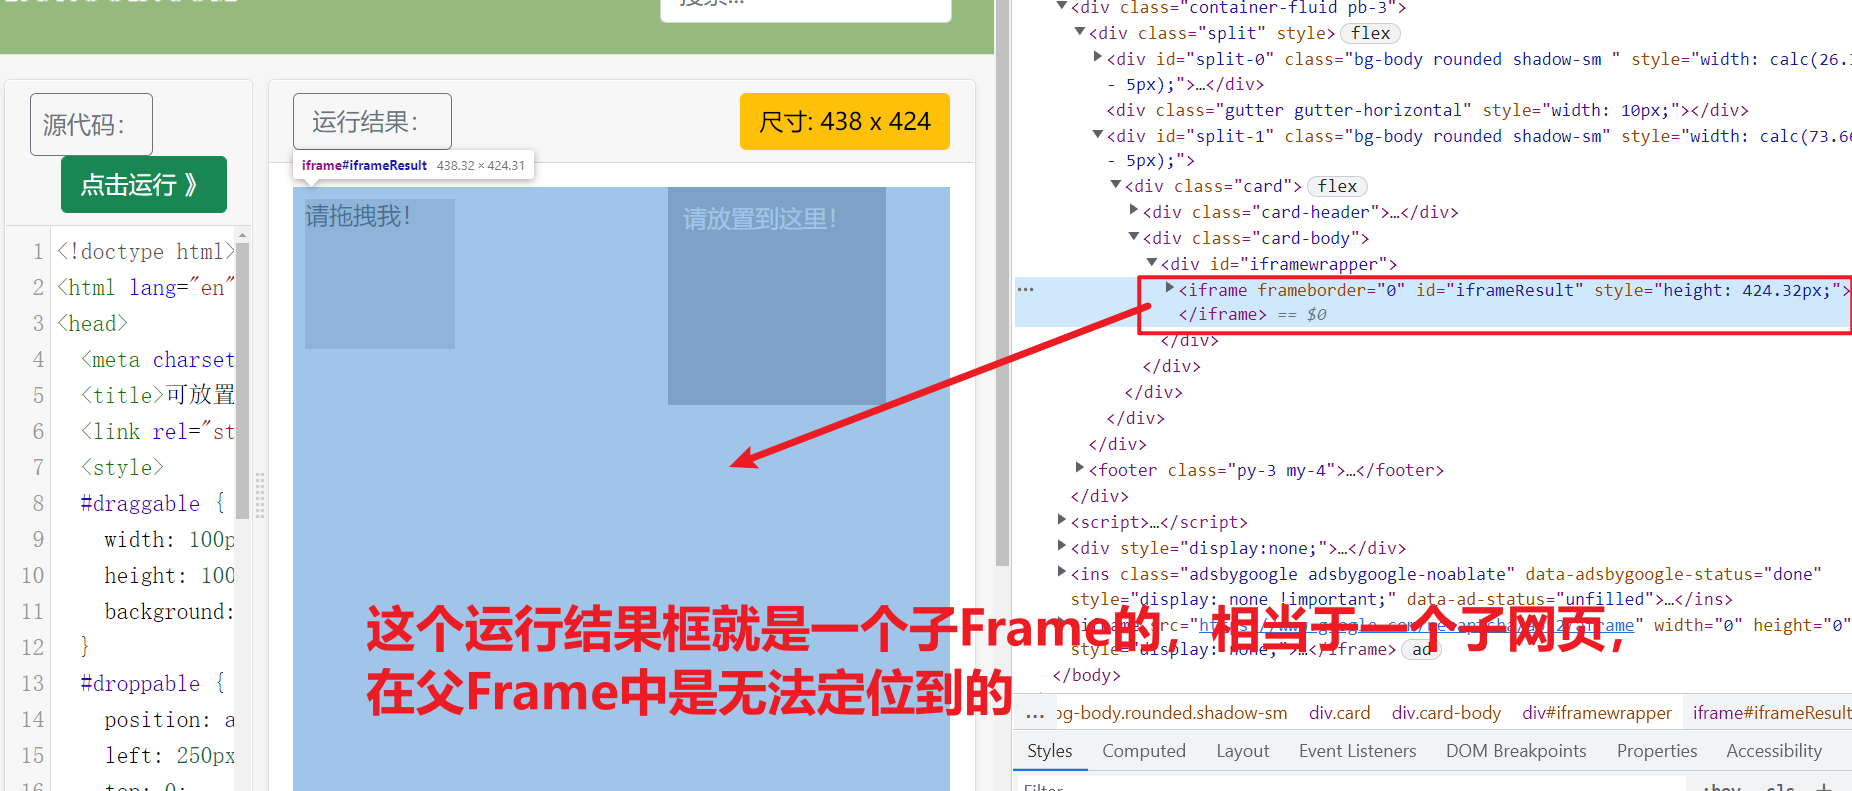 搜索...
源代码：
点击运行 》
运行结果：
尺寸: 438 x 424
iframe#iframeResult 438.32 × 424.31
请拖拽我！
请放置到这里！
1 <!doctype html>
2 <html lang="en"
3 <head>
4 <meta charset
5 <title>可放置
6 <link rel="st
7 <style>
8 #draggable {
9 width: 100p
10 height: 100
11 background:
12 }
13 #droppable {
14 position: a
15 left: 250px
16 top: 0;
<div class="container-fluid pb-3">
<div class="split" style> flex
<div id="split-0" class="bg-body rounded shadow-sm " style="width: calc(26.
- 5px);">…</div>
<div class="gutter gutter-horizontal" style="width: 10px;"></div>
<div id="split-1" class="bg-body rounded shadow-sm" style="width: calc(73.66
- 5px);">
<div class="card"> flex
<div class="card-header">…</div>
<div class="card-body">
<div id="iframewrapper">
... <iframe frameborder="0" id="iframeResult" style="height: 424.32px;">
</iframe> == $0
</div>
</div>
</div>
</div>
</div>
<footer class="py-3 my-4">…</footer>
</div>
<script>…</script>
<div style="display:none;">…</div>
<ins class="adsbygoogle adsbygoogle-noablate" data-adsbygoogle-status="done"
style="display: none !important;" data-ad-status="unfilled">…</ins>
src="https://www.google.com/recaptcha/api2/aframe" width="0" height="0"
style="display: none;">…</iframe> ad
</body>
这个运行结果框就是一个子Frame的，相当于一个子网页，
在父Frame中是无法定位到的
... bg-body.rounded.shadow-sm div.card div.card-body div#iframewrapper iframe#iframeResult
Styles Computed Layout Event Listeners DOM Breakpoints Properties Accessibility
Filter :hov .cls +